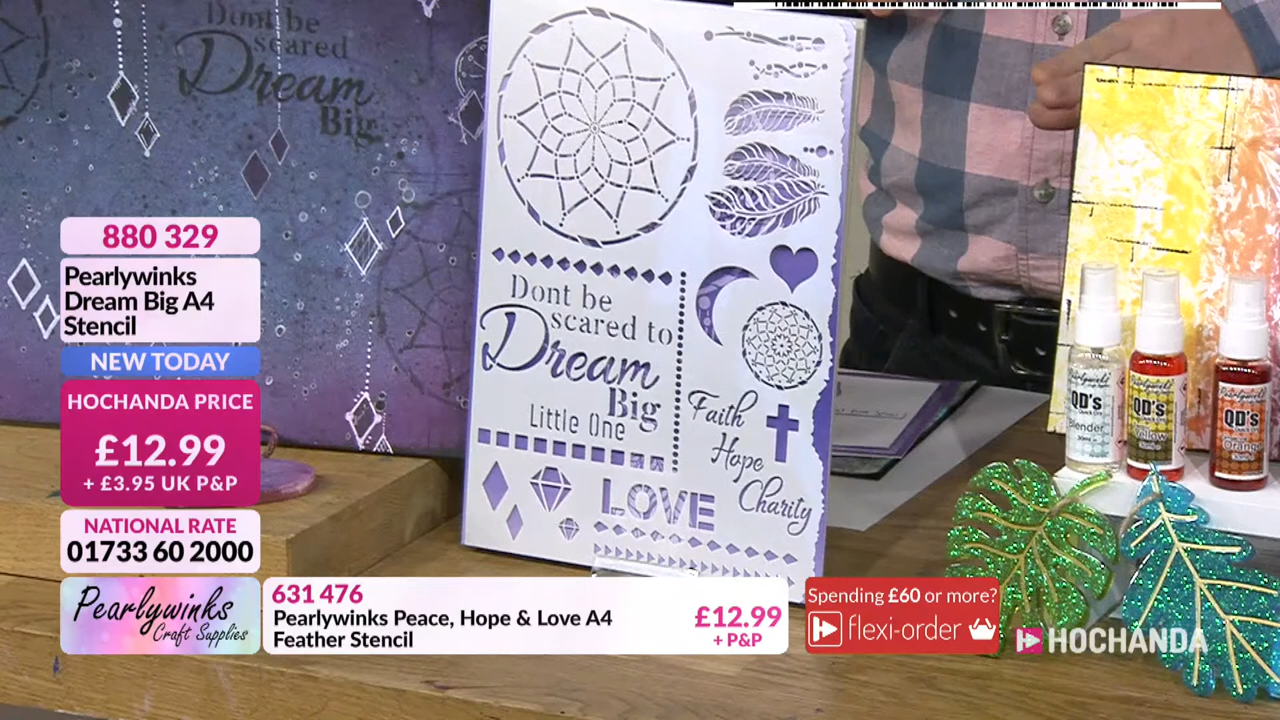 Dont be
scared
Dream
Big
880 329
Pearlywinks
Dream Big A4
Stencil
NEW TODAY
HOCHANDA PRICE
£12.99
+ £3.95 UK P&P
NATIONAL RATE
01733 60 2000
Pearlywinks
Craft Supplies
631 476
Pearlywinks Peace, Hope & Love A4
Feather Stencil
£12.99
+ P&P
Spending £60 or more?
flexi-order
HOCHANDA
Dont be
scared to
Dream
Big
Little One
Faith
Hope
Charity
LOVE
QD'S
Blender
QD'S
Yellow
QD'S
Orange